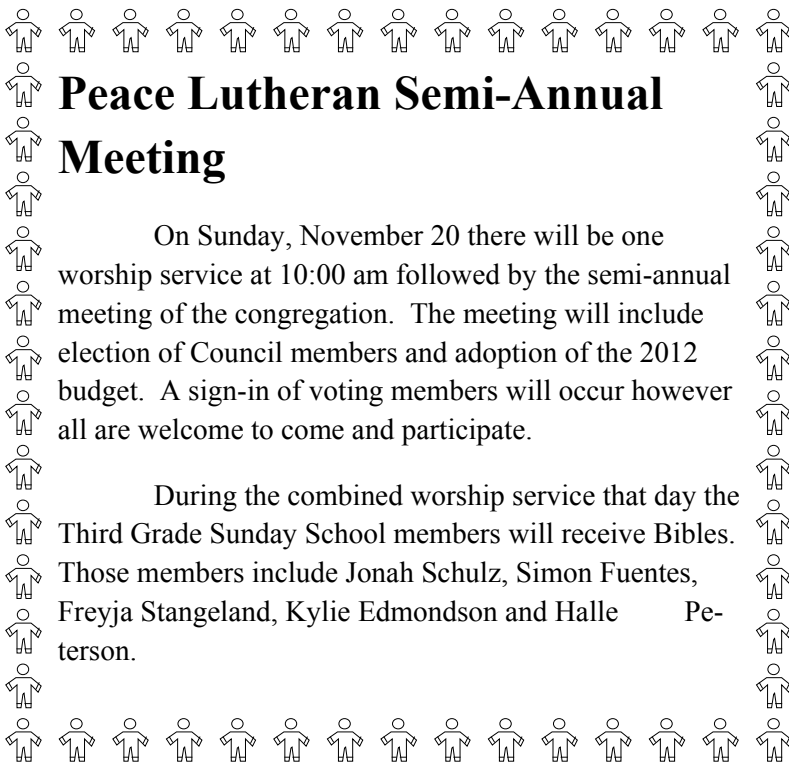 Peace Lutheran Semi-Annual
Meeting
On Sunday, November 20 there will be one
worship service at 10:00 am followed by the semi-annual
meeting of the congregation.  The meeting will include
election of Council members and adoption of the 2012
budget.  A sign-in of voting members will occur however
all are welcome to come and participate.
During the combined worship service that day the
Third Grade Sunday School members will receive Bibles.
Those members include Jonah Schulz, Simon Fuentes,
Freyja Stangeland, Kylie Edmondson and Halle Pe-
terson.